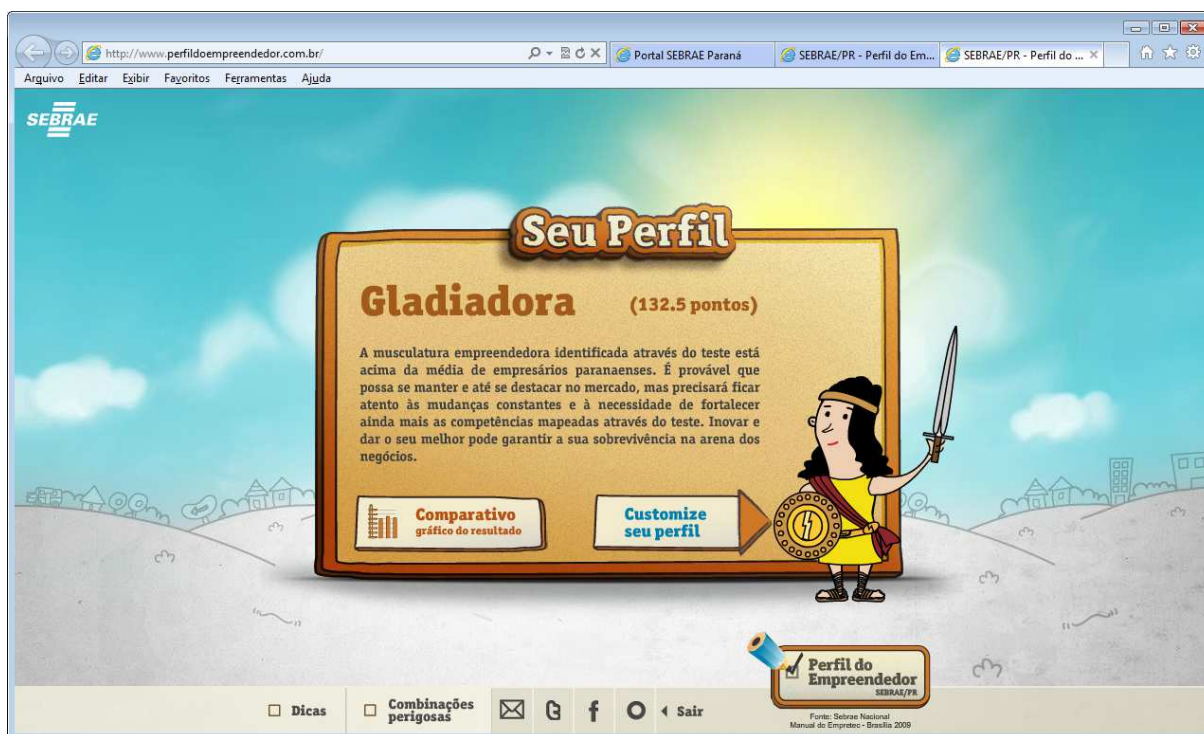 http://www.perfildoempreendedor.com.br/
Portal SEBRAE Paraná
SEBRAE/PR - Perfil do Em...
SEBRAE/PR - Perfil do ...
Arquivo Editar Exibir Favoritos Ferramentas Ajuda
SEBRAE
Seu Perfil
Gladiadora (132.5 pontos)
A musculatura empreendedora identificada através do teste está
acima da média de empresários paranaenses. É provável que
possa se manter e até se destacar no mercado, mas precisará ficar
atento às mudanças constantes e à necessidade de fortalecer
ainda mais as competências mapeadas através do teste. Inovar e
dar o seu melhor pode garantir a sua sobrevivência na arena dos
negócios.
Comparativo
gráfico do resultado
Customize
seu perfil
Perfil do
Empreendedor
SEBRAE/PR
Dicas
Combinações
perigosas
Sair
Fonte: Sebrae Nacional
Manual do Empretec - Brasília 2009